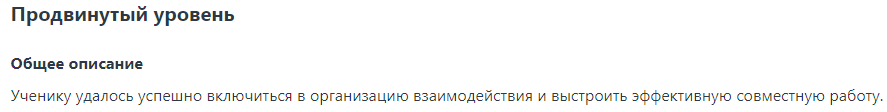 Продвинутый уровень
Общее описание
Ученику удалось успешно включиться в организацию взаимодействия и выстроить эффективную совместную работу.